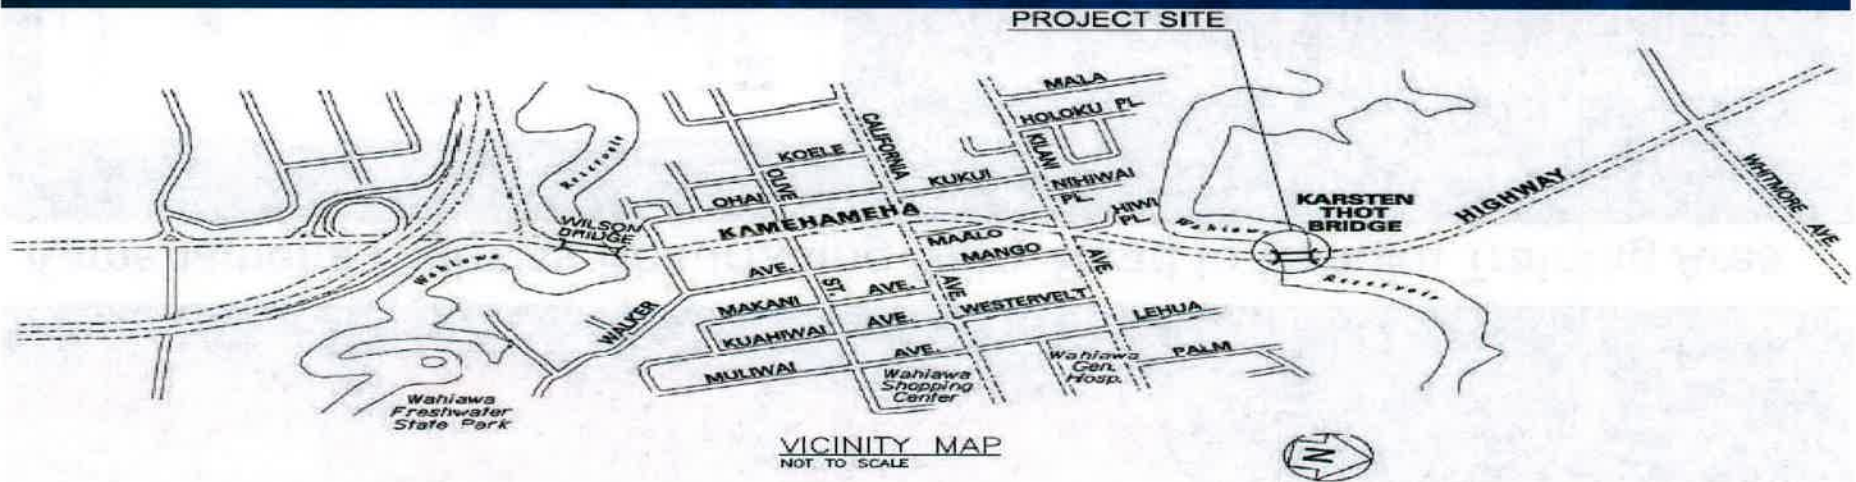 PROJECT SITE
MALA
HOLOKU PL.
CALIFORNIA
KILANI
Reservoir
KOELE
OLIVE
KUKUI
NIHIWAI
PL.
OHAI
HIWI
PL.
KARSTEN
THOT
BRIDGE
HIGHWAY
WHITMORE AVE.
WILSON
BRIDGE
KAMEHAMEHA
Wahiawa
MAALO
MANGO
Wahiawa
AVE.
AVE.
Reservoir
ST.
AVE.
AVE.
MAKANI
WESTERVELT
LEHUA
WALKER
KUAHIWAI
AVE.
MULIWAI
AVE.
PALM
Wahiawa
Gen.
Hosp.
Wahiawa
Shopping
Center
Wahiawa
Freshwater
State Park
VICINITY MAP
NOT TO SCALE
N